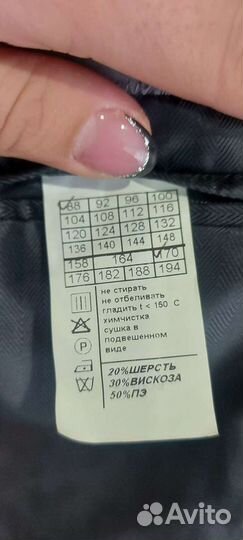 88 92 96 100
104 108 112 116
120 124 128 132
136 140 144 148
158 164 170
176 182 188 194
не стирать
не отбеливать
гладить t < 150 С
химчистка
сушка в
подвешенном
виде
P
20%ШЕРСТЬ
30%ВИСКОЗА
50%ПЭ
Avito